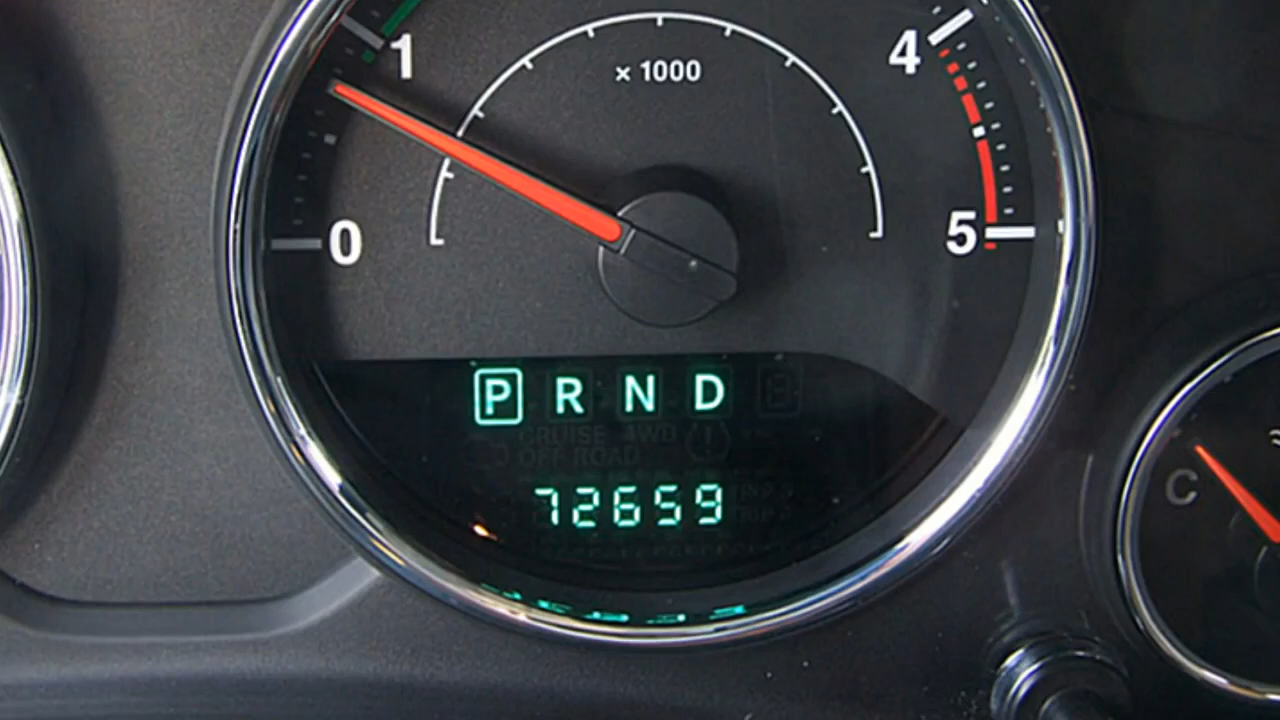 1 4
x 1000
0 5
P R N D
CRUISE 4WD (!)
OFF ROAD
72659
C